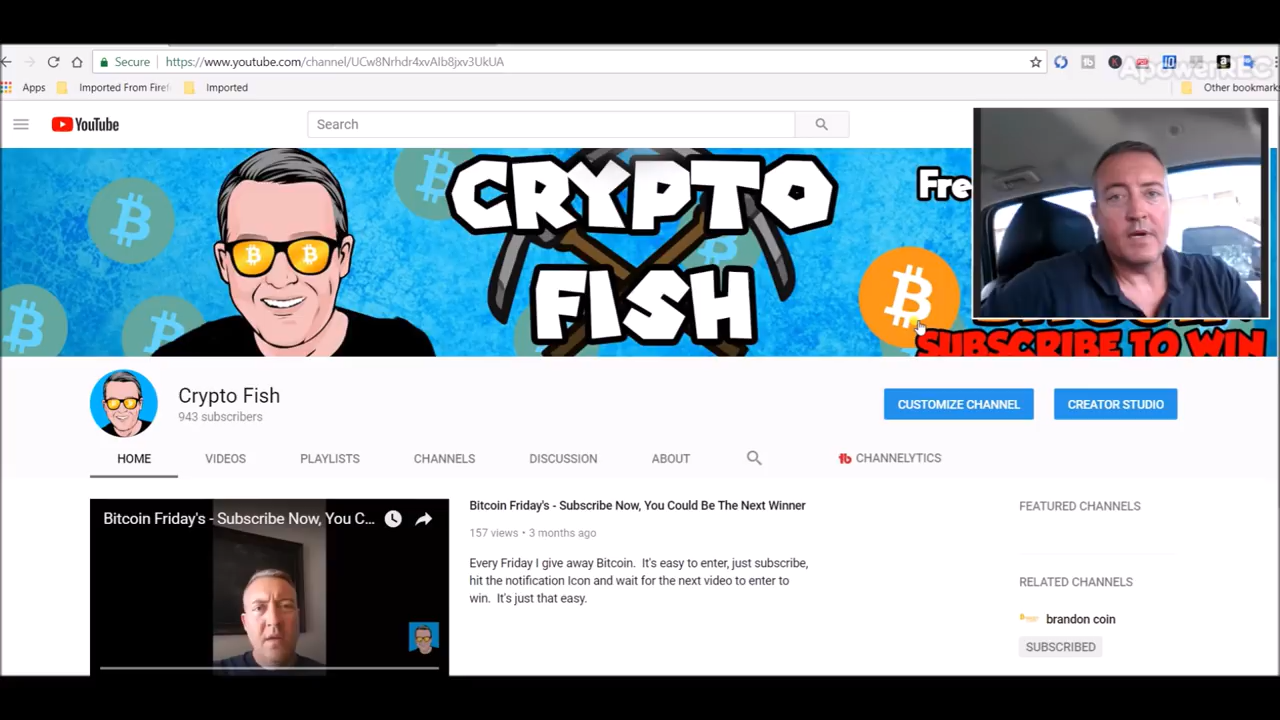 ApowerREC
Secure
https://www.youtube.com/channel/UCw8Nrhdr4xvAIb8jxv3UkUA
Apps
Imported From Firef
Imported
Other bookmarks
YouTube
Search
CRYPTO
FISH
Fre
SUBSCRIBE TO WIN
Crypto Fish
943 subscribers
CUSTOMIZE CHANNEL
CREATOR STUDIO
HOME
VIDEOS
PLAYLISTS
CHANNELS
DISCUSSION
ABOUT
CHANNELYTICS
Bitcoin Friday's - Subscribe Now, You C...
Bitcoin Friday's - Subscribe Now, You Could Be The Next Winner
157 views • 3 months ago
Every Friday I give away Bitcoin. It's easy to enter, just subscribe,
hit the notification Icon and wait for the next video to enter to
win. It's just that easy.
FEATURED CHANNELS
RELATED CHANNELS
brandon coin
SUBSCRIBED